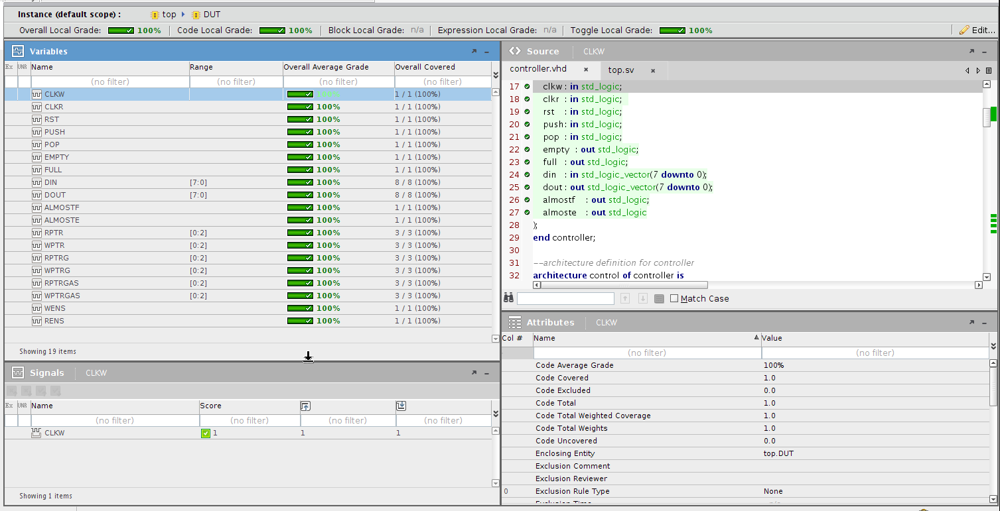 Instance (default scope) : top DUT
Overall Local Grade: 100% Code Local Grade: 100% Block Local Grade: n/a Expression Local Grade: n/a Toggle Local Grade: 100% Edit...
Variables
Ex UNR Name Range Overall Average Grade Overall Covered
(no filter) (no filter) (no filter) (no filter)
CLKW 100% 1 / 1 (100%)
CLKR 100% 1 / 1 (100%)
RST 100% 1 / 1 (100%)
PUSH 100% 1 / 1 (100%)
POP 100% 1 / 1 (100%)
EMPTY 100% 1 / 1 (100%)
FULL 100% 1 / 1 (100%)
DIN [7:0] 100% 8 / 8 (100%)
DOUT [7:0] 100% 8 / 8 (100%)
ALMOSTF 100% 1 / 1 (100%)
ALMOSTE 100% 1 / 1 (100%)
RPTR [0:2] 100% 3 / 3 (100%)
WPTR [0:2] 100% 3 / 3 (100%)
RPTRG [0:2] 100% 3 / 3 (100%)
WPTRG [0:2] 100% 3 / 3 (100%)
RPTRGAS [0:2] 100% 3 / 3 (100%)
WPTRGAS [0:2] 100% 3 / 3 (100%)
WENS 100% 1 / 1 (100%)
RENS 100% 1 / 1 (100%)
Showing 19 items
Signals CLKW
Ex UNR Name Score
(no filter) (no filter) (no filter) (no filter)
CLKW 1 1 1
Showing 1 items
Source CLKW
controller.vhd top.sv
17 clkw : in std_logic;
18 clkr : in std_logic;
19 rst : in std_logic;
20 push: in std_logic;
21 pop : in std_logic;
22 empty : out std_logic;
23 full : out std_logic;
24 din : in std_logic_vector(7 downto 0);
25 dout : out std_logic_vector(7 downto 0);
26 almostf : out std_logic;
27 almoste : out std_logic
28 );
29 end controller;
30
31 --architecture definition for controller
32 architecture control of controller is
Match Case
Attributes CLKW
Col # Name Value
(no filter) (no filter)
Code Average Grade 100%
Code Covered 1.0
Code Excluded 0.0
Code Total 1.0
Code Total Weighted Coverage 1.0
Code Total Weights 1.0
Code Uncovered 0.0
Enclosing Entity top.DUT
Exclusion Comment
Exclusion Reviewer
0 Exclusion Rule Type None